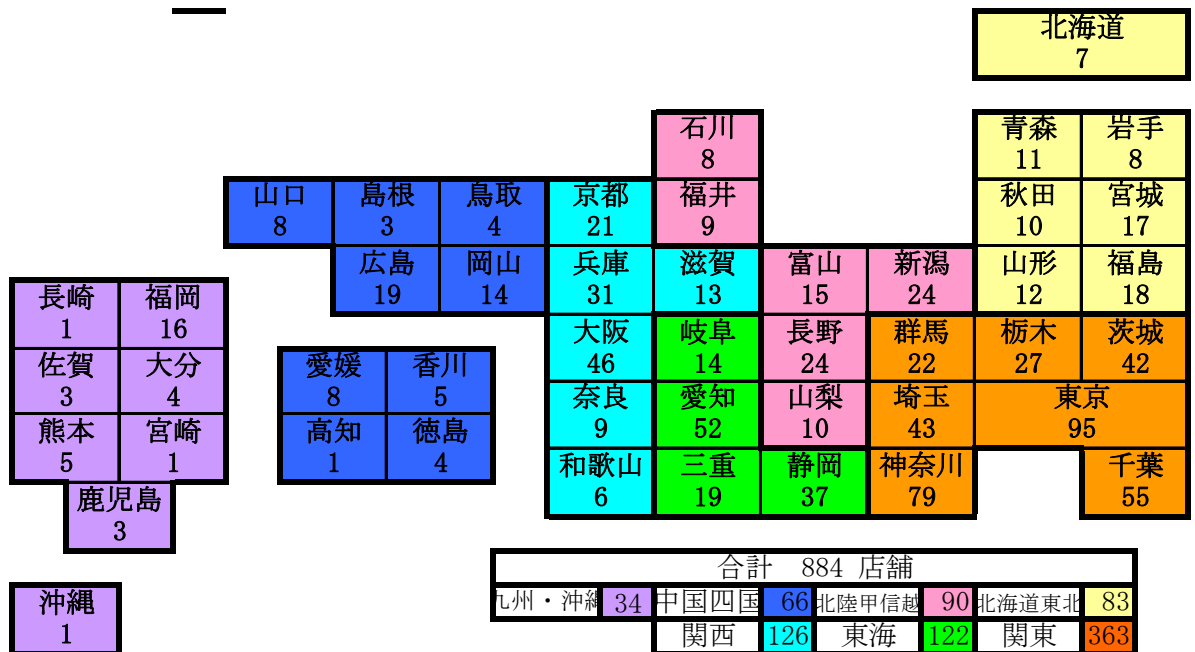 北海道
7
石川
8
青森
11
岩手
8
山口
8
島根
3
鳥取
4
京都
21
福井
9
秋田
10
宮城
17
広島
19
岡山
14
兵庫
31
滋賀
13
富山
15
新潟
24
山形
12
福島
18
長崎
1
福岡
16
大阪
46
岐阜
14
長野
24
群馬
22
栃木
27
茨城
42
佐賀
3
大分
4
愛媛
8
香川
5
奈良
9
愛知
52
山梨
10
埼玉
43
東京
95
熊本
5
宮崎
1
高知
1
徳島
4
和歌山
6
三重
19
静岡
37
神奈川
79
千葉
55
鹿児島
3
沖縄
1
合計 884 店舗
九州・沖縄 34 中国四国 66 北陸甲信越 90 北海道東北 83
関西 126 東海 122 関東 363